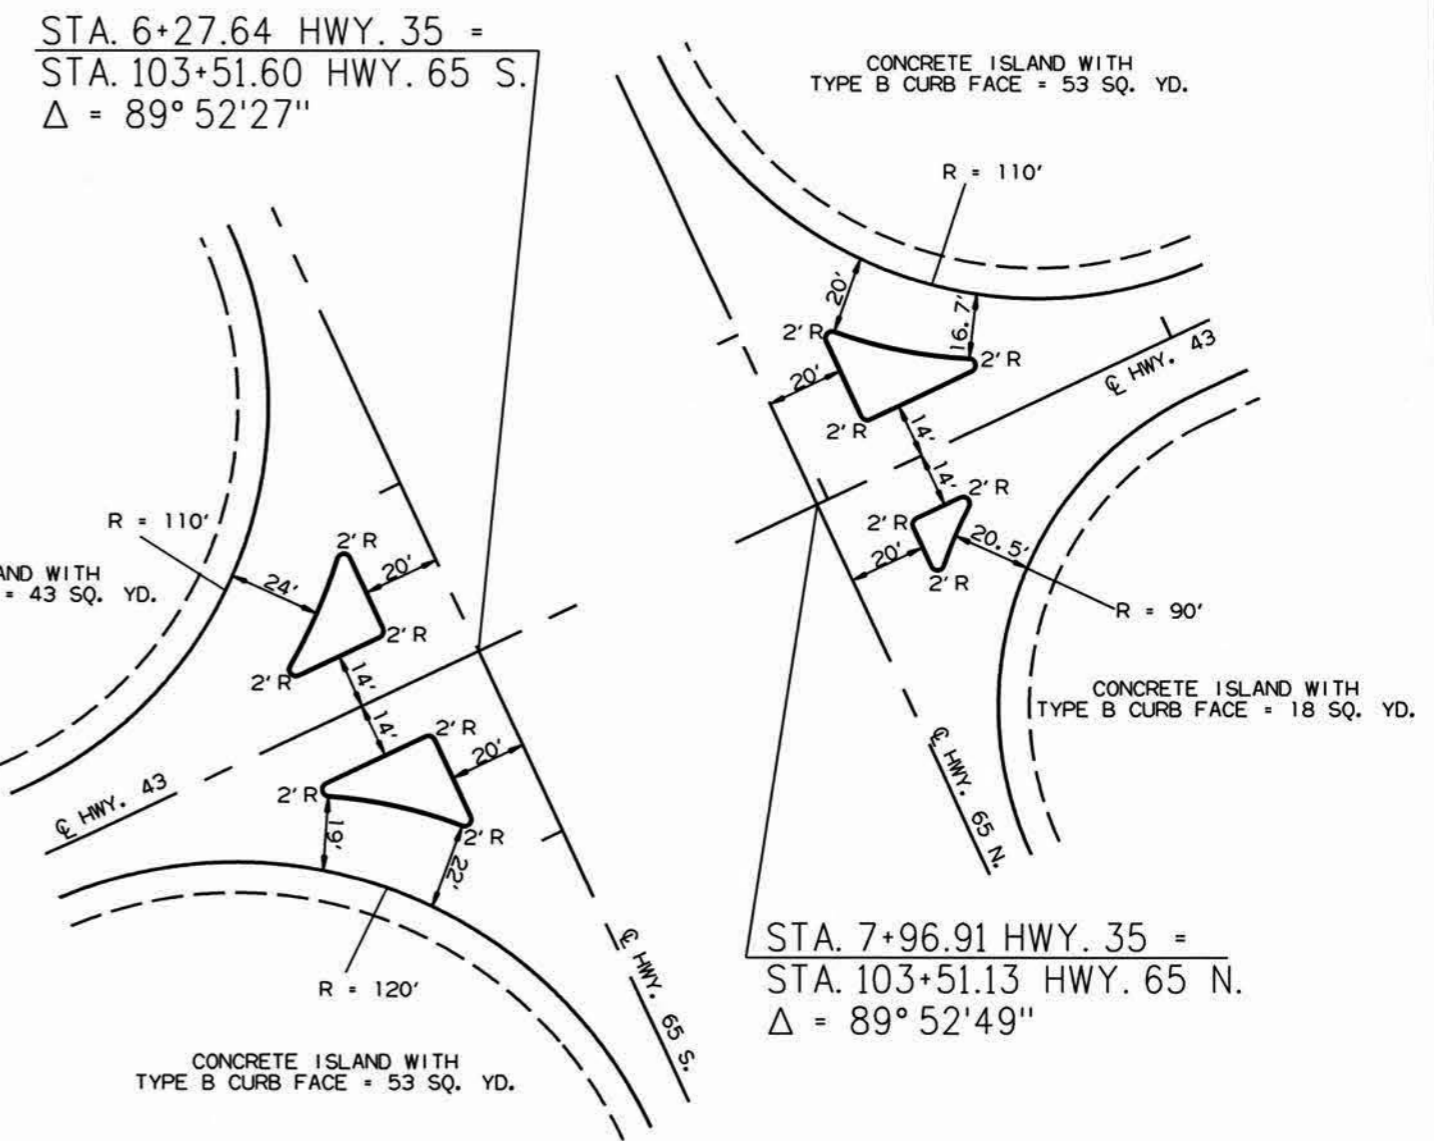 STA. 6+27.64 HWY. 35 =
STA. 103+51.60 HWY. 65 S.
Δ = 89°52'27"
CONCRETE ISLAND WITH
TYPE B CURB FACE = 53 SQ. YD.
R = 110'
20'
16.7'
2' R
2' R
20'
2' R
℄ HWY. 43
14'
14'
2' R
2' R
20'
20.5'
2' R
R = 90'
CONCRETE ISLAND WITH
TYPE B CURB FACE = 18 SQ. YD.
℄ HWY. 65 N.
STA. 7+96.91 HWY. 35 =
STA. 103+51.13 HWY. 65 N.
Δ = 89°52'49"
R = 110'
WITH
= 43 SQ. YD.
24'
2' R
20'
2' R
2' R
14'
14'
2' R
20'
2' R
2' R
19'
22'
℄ HWY. 43
R = 120'
℄ HWY. 65 S.
CONCRETE ISLAND WITH
TYPE B CURB FACE = 53 SQ. YD.